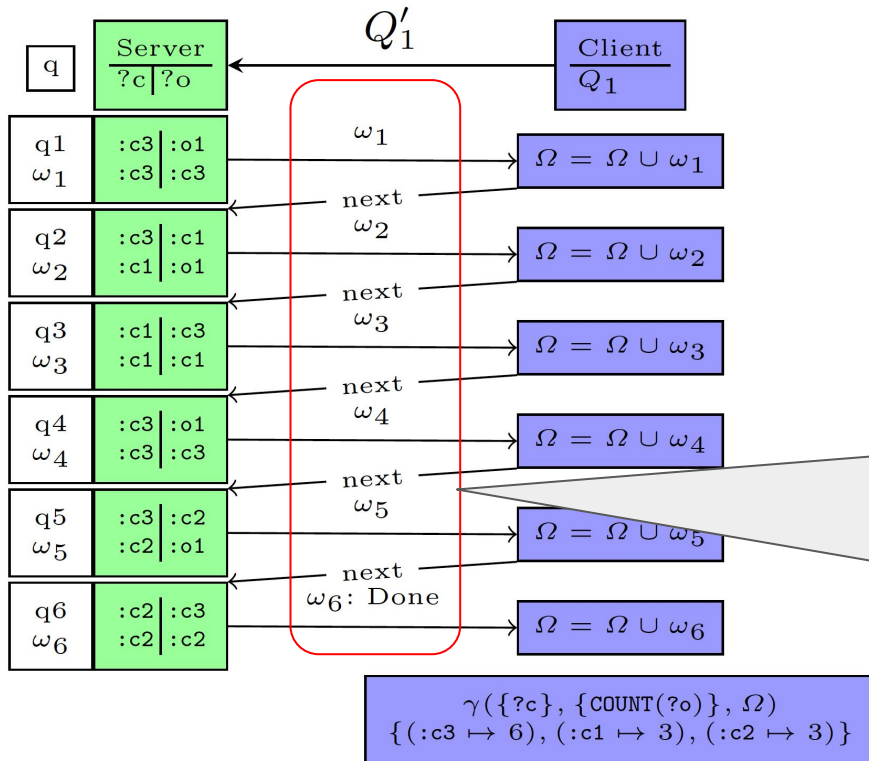 Q′₁
q
Server
?c ?o
Client
Q₁
q1
ω₁
:c3 :o1
:c3 :c3
ω₁
Ω = Ω ∪ ω₁
next
q2
ω₂
:c3 :c1
:c1 :o1
ω₂
Ω = Ω ∪ ω₂
next
q3
ω₃
:c1 :c3
:c1 :c1
ω₃
Ω = Ω ∪ ω₃
next
q4
ω₄
:c3 :o1
:c3 :c3
ω₄
Ω = Ω ∪ ω₄
next
q5
ω₅
:c3 :c2
:c2 :o1
ω₅
Ω = Ω ∪ ω₅
next
q6
ω₆
:c2 :c3
:c2 :c2
ω₆: Done
Ω = Ω ∪ ω₆
γ({?c}, {COUNT(?o)}, Ω)
{(:c3 ↦ 6), (:c1 ↦ 3), (:c2 ↦ 3)}